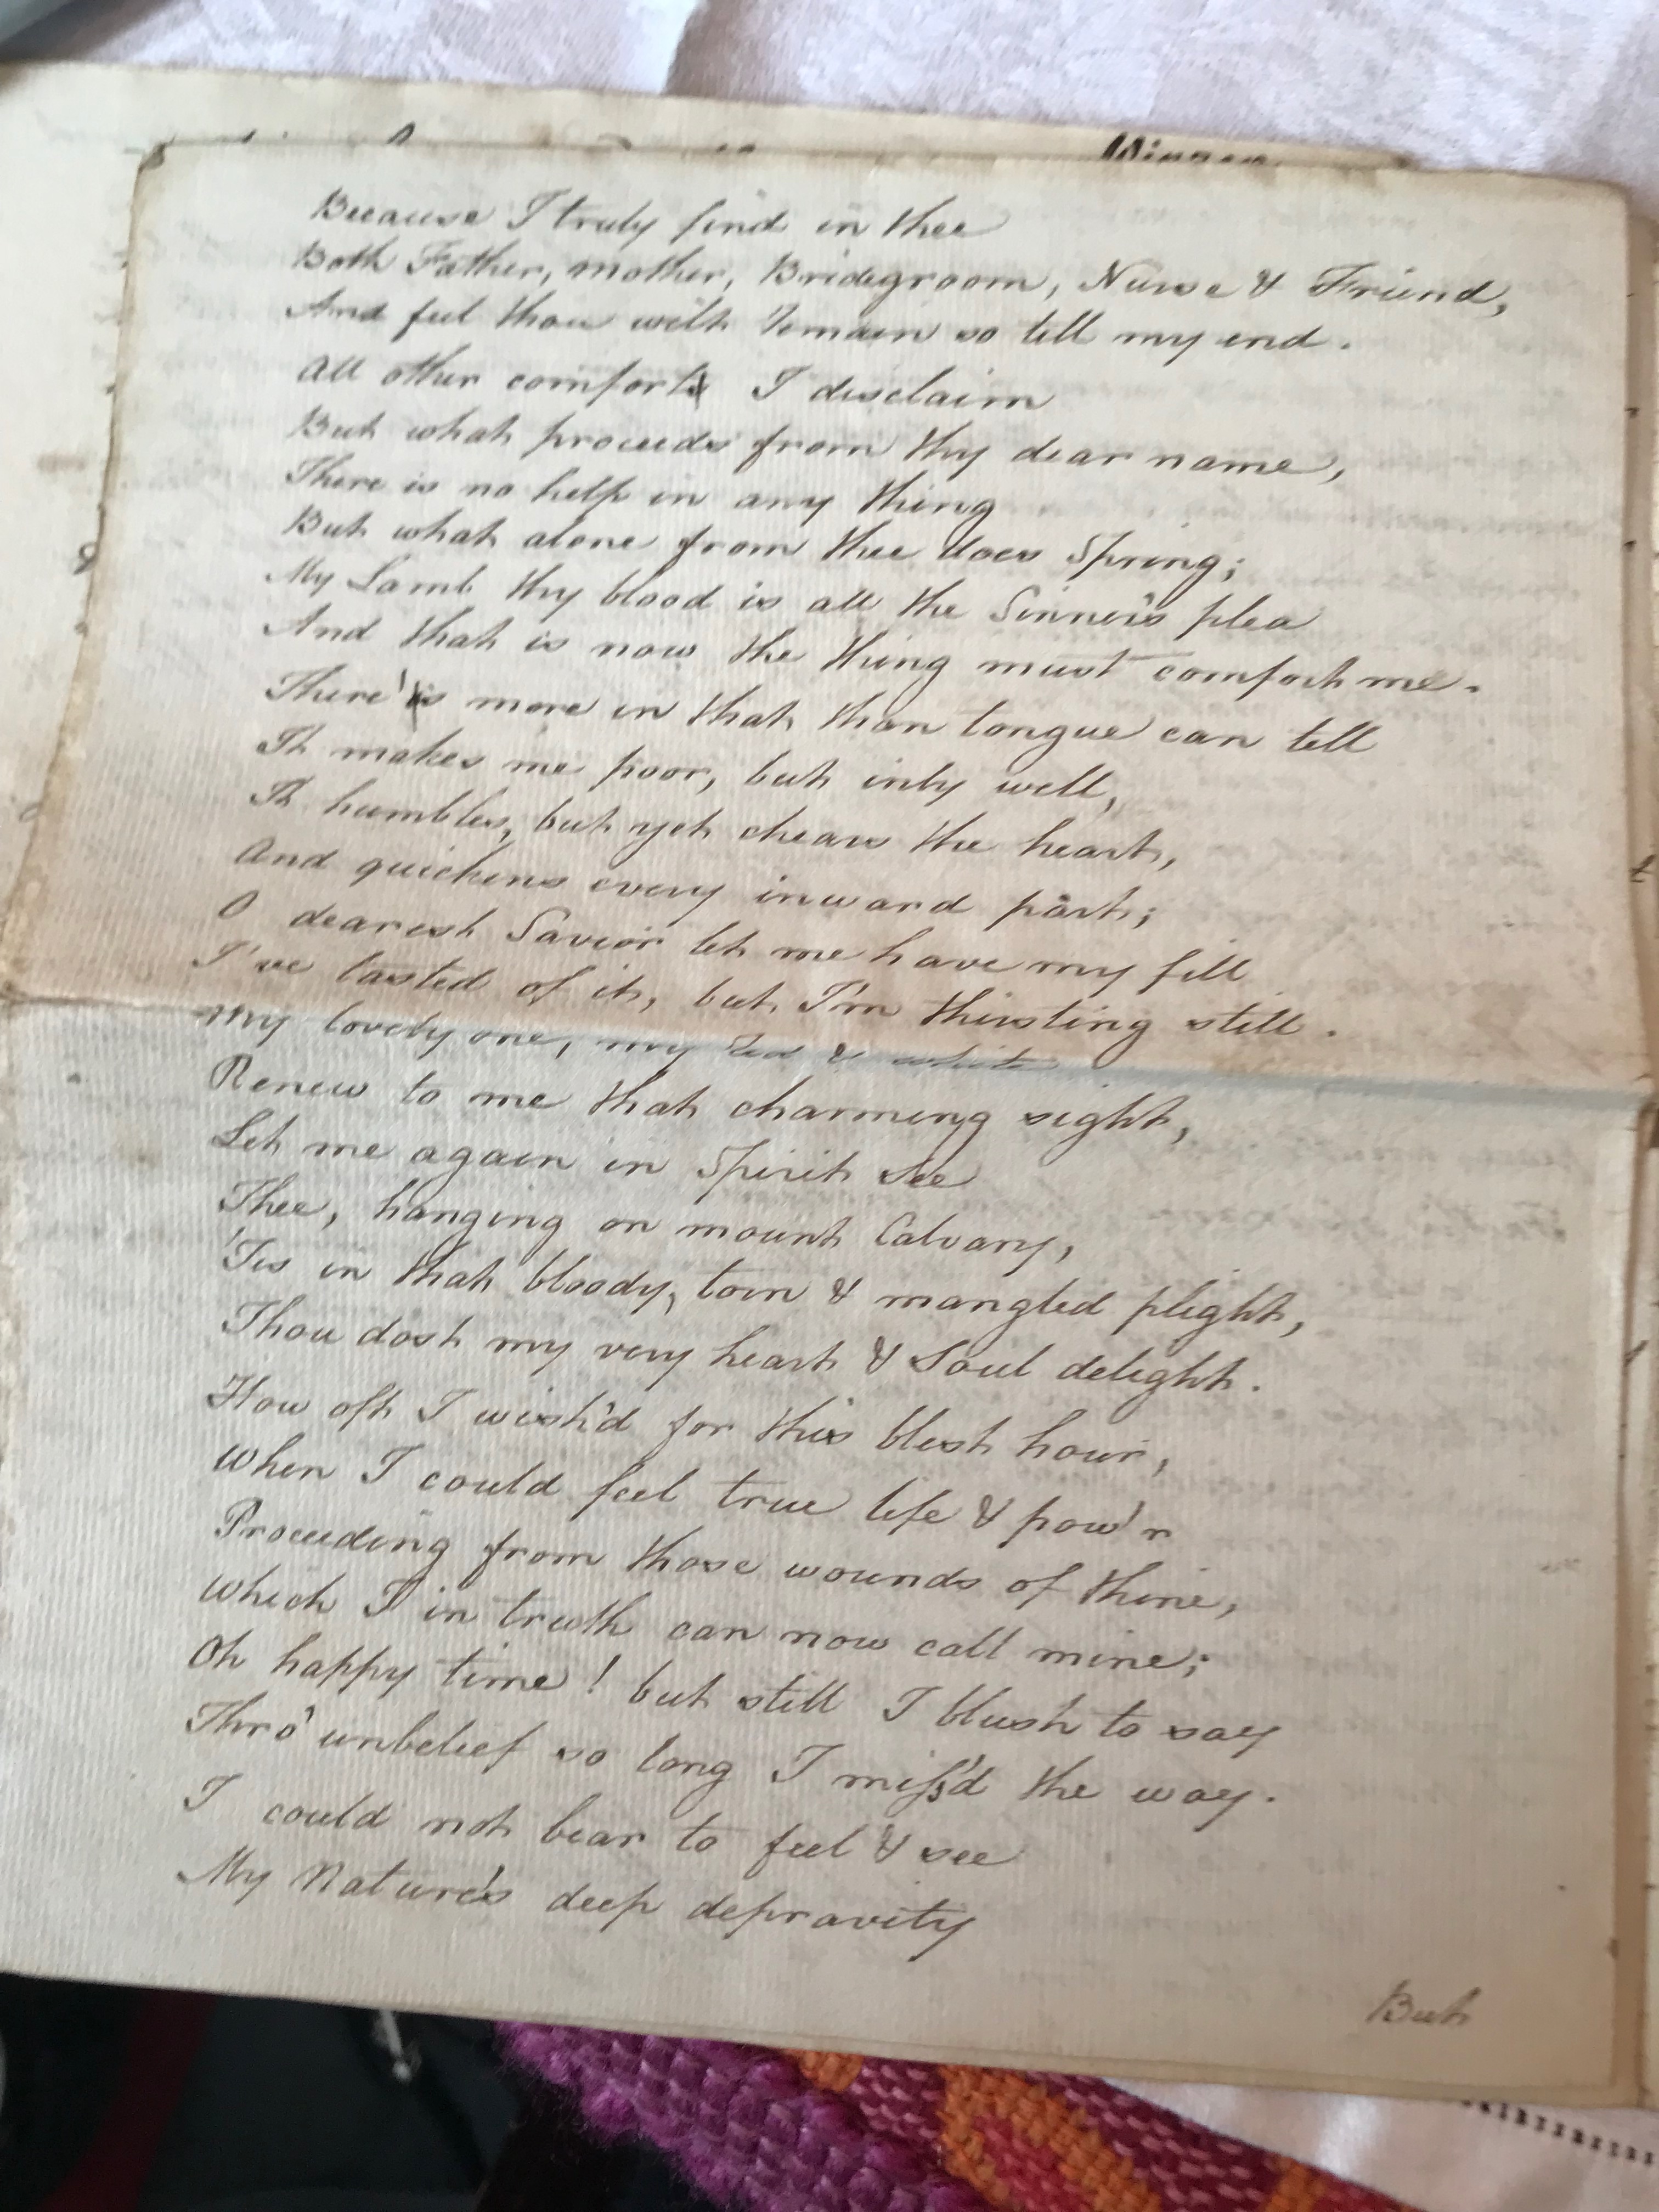 Because I truly find in thee
Both Father, mother, Bridegroom, Nurse & Friend,
And feel thou wilt remain so till my end.
All other comforts I disclaim
But what proceeds from thy dear name,
There is no help in any thing
But what alone from thee does Spring;
My Lamb thy blood is all the Sinner's plea
And that is now the thing must comfort me.
There's more in that than tongue can tell
It makes me poor, but inly well,
It humbles, but yet chears the heart,
And quickens every inward part;
O dearest Savior let me have my fill
I've tasted of it, but I'm thirsting still.
My lovely one, my Red & white
Renew to me that charming sight,
Let me again in Spirit see
Thee, hanging on mount Calvary,
'Tis in that bloody, torn & mangled plight,
Thou dost my very heart & Soul delight.
How oft I wish'd for this blest hour,
when I could feel true life & pow'r
Proceeding from those wounds of thine,
which I in truth can now call mine;
Oh happy time! but still I blush to say
Thro' unbelief so long I miss'd the way.
I could not bear to feel & see
My Nature's deep depravity
But